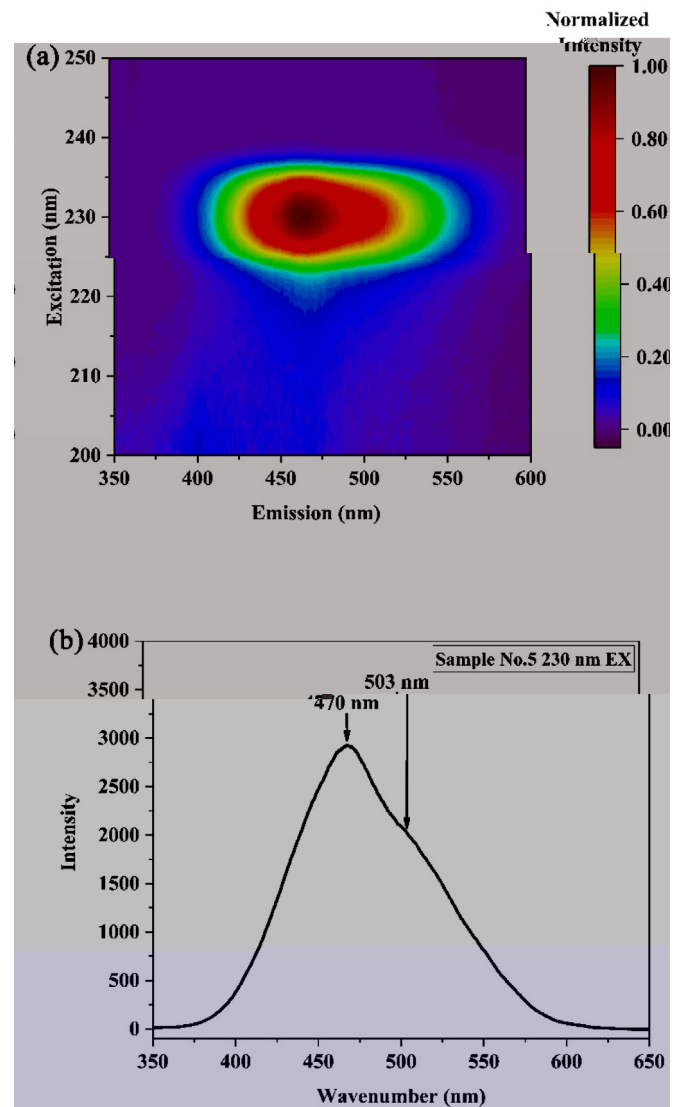 Normalized
Intensity
(a)
250
240
230
220
210
200
Excitation (nm)
350 400 450 500 550 600
Emission (nm)
1.00
0.80
0.60
0.40
0.20
0.00
(b)
4000
3500
3000
2500
2000
1500
1000
500
0
Intensity
Sample No.5 230 nm EX
503 nm
470 nm
350 400 450 500 550 600 650
Wavenumber (nm)